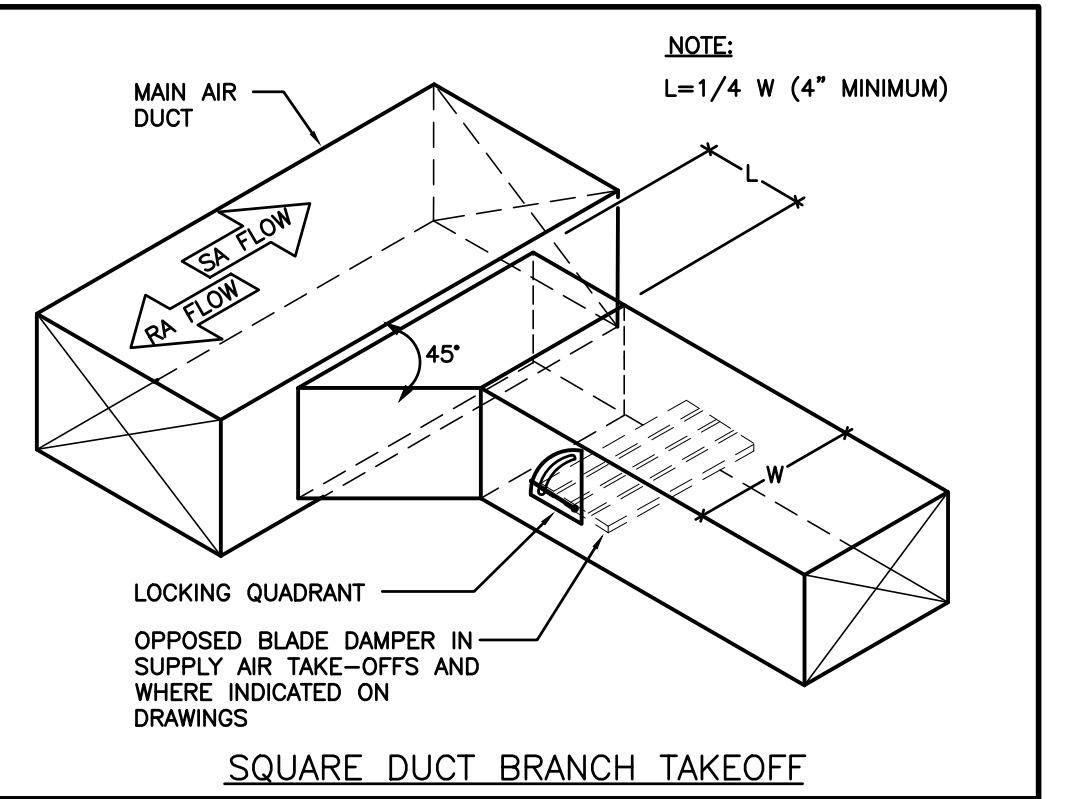 NOTE:
L=1/4 W (4” MINIMUM)
MAIN AIR
DUCT
L
SA FLOW
RA FLOW
45°
W
LOCKING QUADRANT
OPPOSED BLADE DAMPER IN
SUPPLY AIR TAKE-OFFS AND
WHERE INDICATED ON
DRAWINGS
SQUARE DUCT BRANCH TAKEOFF